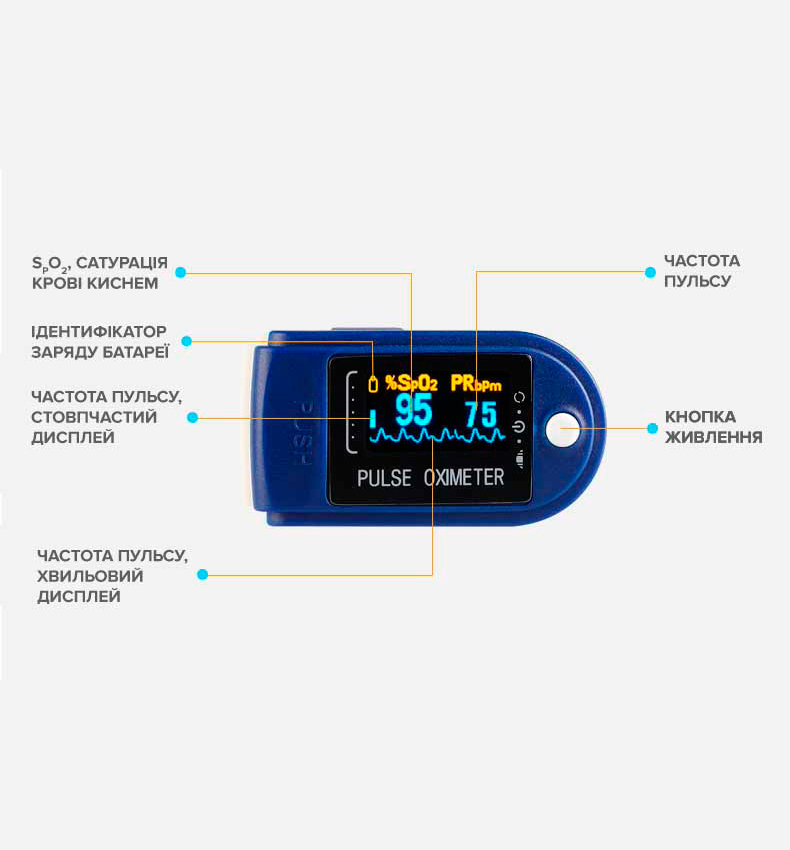 SpO2, САТУРАЦІЯ
КРОВІ КИСНЕМ
ЧАСТОТА
ПУЛЬСУ
ІДЕНТИФІКАТОР
ЗАРЯДУ БАТАРЕЇ
ЧАСТОТА ПУЛЬСУ,
СТОВПЧАСТИЙ
ДИСПЛЕЙ
КНОПКА
ЖИВЛЕННЯ
ЧАСТОТА ПУЛЬСУ,
ХВИЛЬОВИЙ
ДИСПЛЕЙ
PUSH
%SpO2 PRbpm
95 75
PULSE OXIMETER